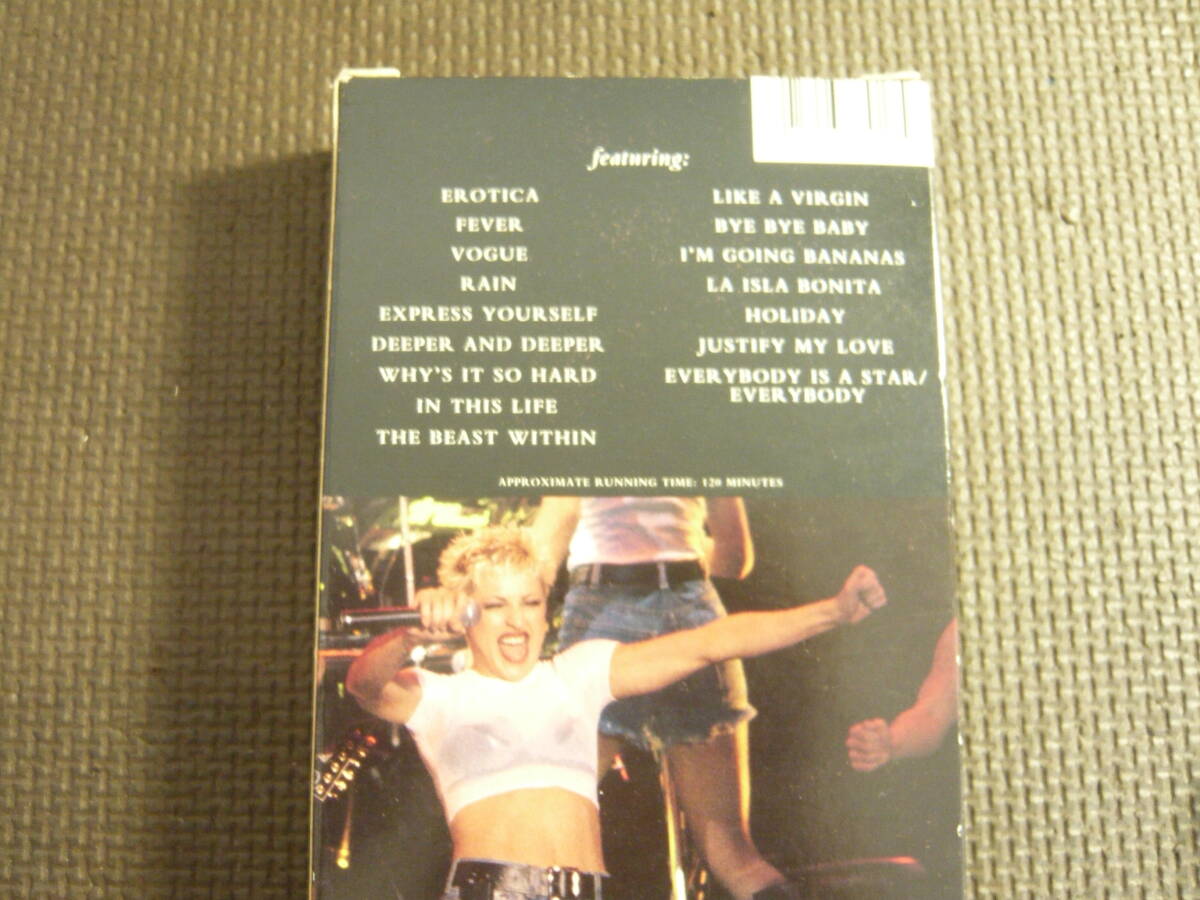 featuring:
EROTICA
FEVER
VOGUE
RAIN
EXPRESS YOURSELF
DEEPER AND DEEPER
WHY'S IT SO HARD
IN THIS LIFE
THE BEAST WITHIN
LIKE A VIRGIN
BYE BYE BABY
I'M GOING BANANAS
LA ISLA BONITA
HOLIDAY
JUSTIFY MY LOVE
EVERYBODY IS A STAR/
EVERYBODY
APPROXIMATE RUNNING TIME: 120 MINUTES